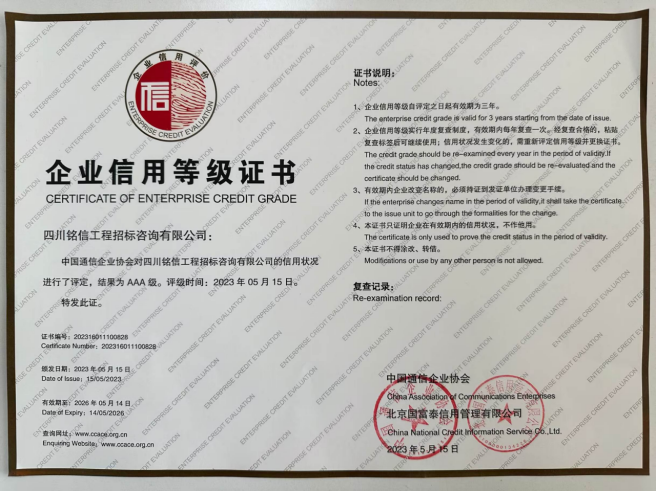 企业信用评价
信
ENTERPRISE CREDIT EVALUATION
企业信用等级证书
CERTIFICATE OF ENTERPRISE CREDIT GRADE
四川铭信工程招标咨询有限公司：
中国通信企业协会对四川铭信工程招标咨询有限公司的信用状况
进行了评定，结果为 AAA 级。评级时间：2023 年 05 月 15 日。
特发此证。
证书编号：202316011100828
Certificate Number：202316011100828
颁发日期：2023 年 05 月 15 日
Date of Issue：15/05/2023
有效期至：2026 年 05 月 14 日
Date of Expiry：14/05/2026
查询网址：www.ccace.org.cn
Enquiring Website：www.ccace.org.cn
证书说明：
Notes:
1、企业信用等级自评定之日起有效期为三年。
The enterprise credit grade is valid for 3 years starting from the date of issue.
2、企业信用等级实行年度复查制度，有效期内每年复查一次。经复查合格的，粘贴
复查标签后可继续使用；信用状况发生变化的，需重新评定信用等级并更换证书。
The credit grade should be re-examined every year in the period of validity.If
the credit status has changed,the credit grade should be re-evaluated and the
certificate should be changed.
3、有效期内企业改变名称的，必须持证到发证单位办理变更手续。
If the enterprise changes name in the period of validity,it shall take the certificate
to the issue unit to go through the formalities for the change.
4、本证书只证明企业在有效期内的信用状况，不作他用。
The certificate is only used to prove the credit status in the period of validity.
5、本证书不得涂改、转借。
Modifications or use by any other person is not allowed.
复查记录：
Re-examination record:
中国通信企业协会
China Association of Communications Enterprises
北京国富泰信用管理有限公司
China National Credit Information Service Co.,Ltd.
2023 年 5 月 15 日